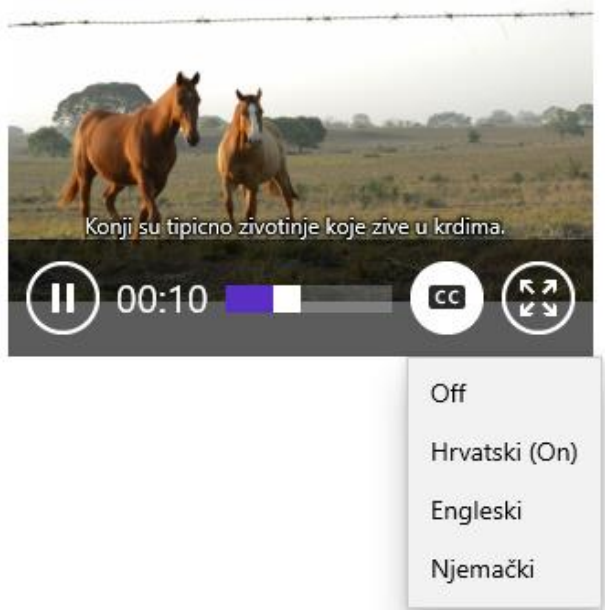 Konji su tipicno zivotinje koje zive u krdima.
00:10
CC
Off
Hrvatski (On)
Engleski
Njemački